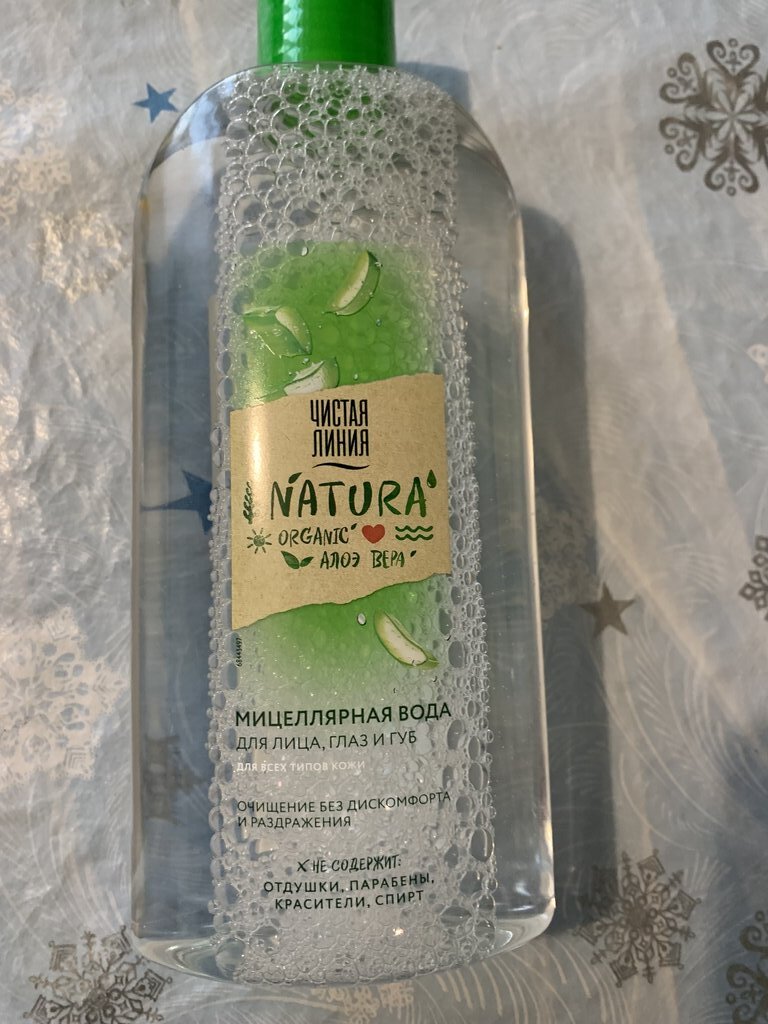 ЧИСТАЯ
ЛИНИЯ
NATURA
ORGANIC
АЛОЭ ВЕРА
МИЦЕЛЛЯРНАЯ ВОДА
ДЛЯ ЛИЦА, ГЛАЗ И ГУБ
ДЛЯ ВСЕХ ТИПОВ КОЖИ
ОЧИЩЕНИЕ БЕЗ ДИСКОМФОРТА
И РАЗДРАЖЕНИЯ
НЕ СОДЕРЖИТ:
ОТДУШКИ, ПАРАБЕНЫ,
КРАСИТЕЛИ, СПИРТ